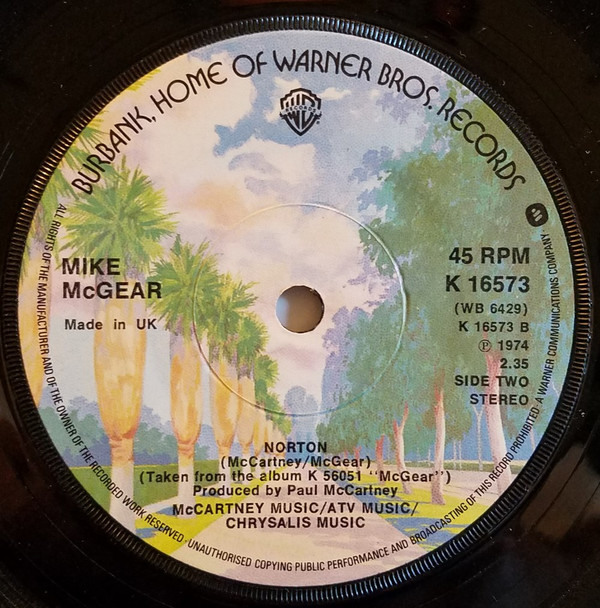 BURBANK, HOME OF WARNER BROS. RECORDS
W
RECORDS
MIKE
McGEAR
Made in UK
45 RPM
K 16573
(WB 6429)
K 16573 B
℗ 1974
2.35
SIDE TWO
STEREO
NORTON
(McCartney/McGear)
(Taken from the album K 56051 "McGear")
Produced by Paul McCartney
McCARTNEY MUSIC/ATV MUSIC/
CHRYSALIS MUSIC
ALL RIGHTS OF THE MANUFACTURER AND OF THE OWNER OF THE RECORDED WORK RESERVED · UNAUTHORISED COPYING PUBLIC PERFORMANCE AND BROADCASTING OF THIS RECORD PROHIBITED · A WARNER COMMUNICATIONS COMPANY